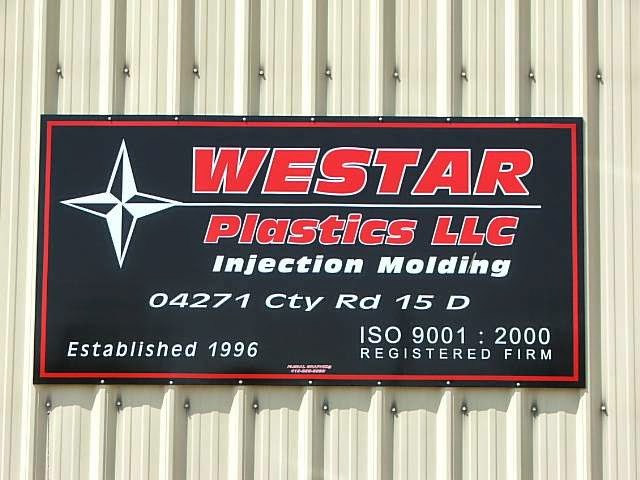 WESTAR
Plastics LLC
Injection Molding
04271 Cty Rd 15 D
Established 1996
ISO 9001 : 2000
REGISTERED FIRM